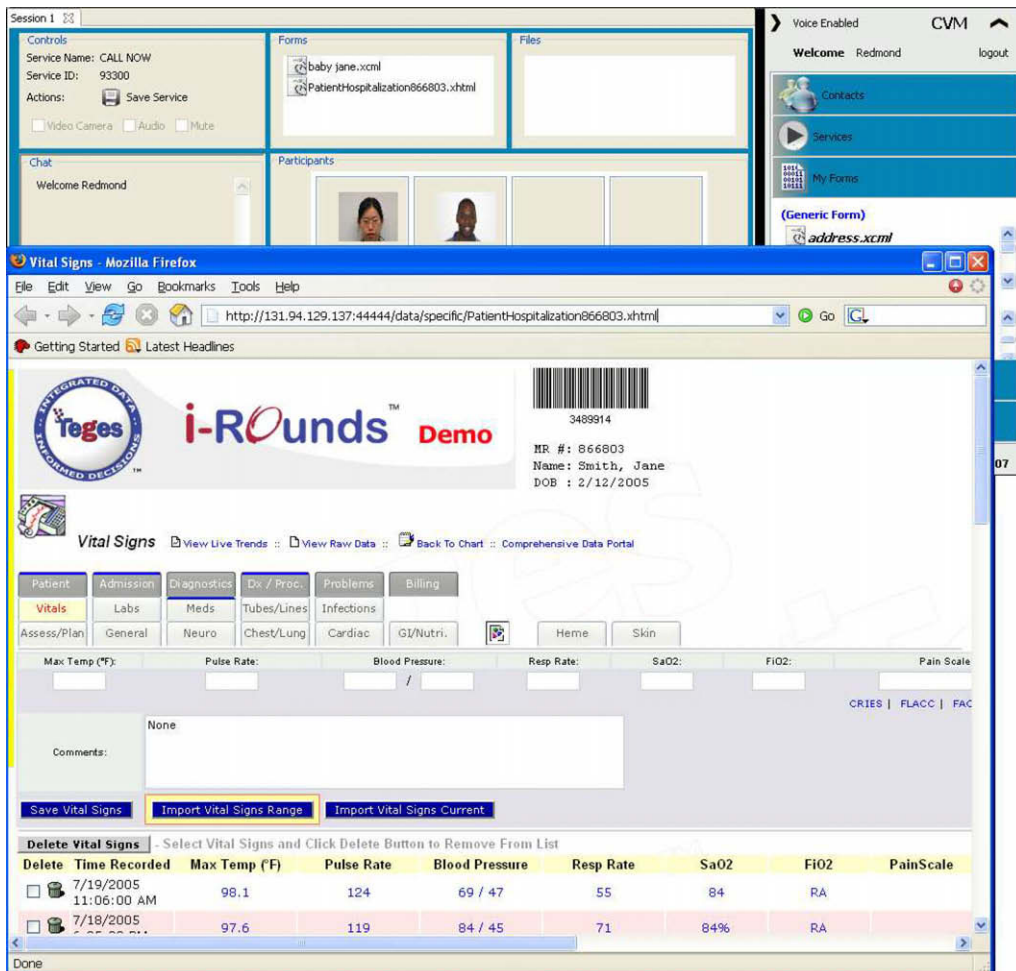 Session 1
Voice Enabled CVM
Welcome Redmond logout
Controls
Service Name: CALL NOW
Service ID: 93300
Actions: Save Service
Video Camera Audio Mute
Forms
baby jane.xcml
PatientHospitalization866803.xhtml
Files
Contacts
Services
My Forms
(Generic Form)
address.xcml
Chat
Welcome Redmond
Participants
Vital Signs - Mozilla Firefox
File Edit View Go Bookmarks Tools Help
http://131.94.129.137:44444/data/specific/PatientHospitalization866803.xhtml Go G
Getting Started Latest Headlines
INTEGRATED DATA
Teges
INFORMED DECISIONS ™
i-ROunds™ Demo
3489914
MR #: 866803
Name: Smith, Jane
DOB : 2/12/2005
07
Vital Signs View Live Trends :: View Raw Data :: Back To Chart :: Comprehensive Data Portal
Patient Admission Diagnostics Dx / Proc. Problems Billing
Vitals Labs Meds Tubes/Lines Infections
Assess/Plan General Neuro Chest/Lung Cardiac GI/Nutri. Heme Skin
Max Temp (°F): Pulse Rate: Blood Pressure: Resp Rate: SaO2: FiO2: Pain Scale
/
CRIES | FLACC | FAC
Comments: None
Save Vital Signs Import Vital Signs Range Import Vital Signs Current
Delete Vital Signs - Select Vital Signs and Click Delete Button to Remove From List
Delete Time Recorded Max Temp (°F) Pulse Rate Blood Pressure Resp Rate SaO2 FiO2 PainScale
7/19/2005
11:06:00 AM 98.1 124 69 / 47 55 84 RA
7/18/2005
97.6 119 84 / 45 71 84% RA
Done